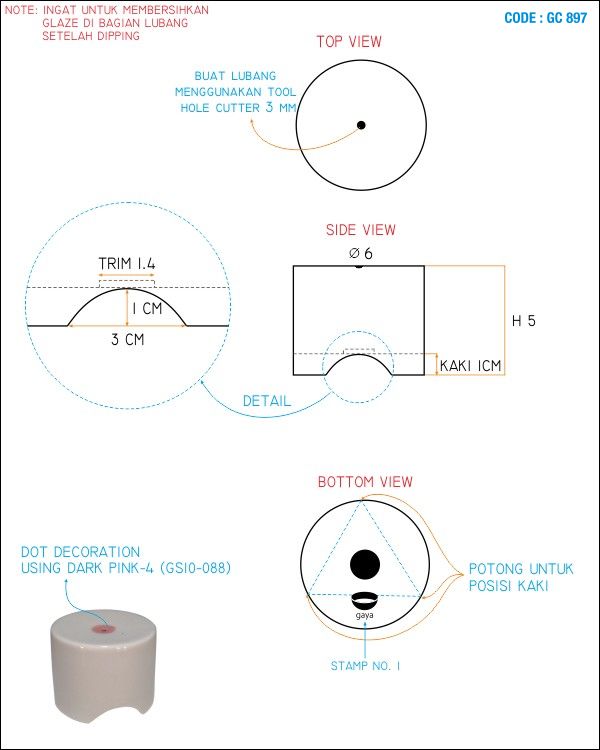 NOTE: INGAT UNTUK MEMBERSIHKAN
GLAZE DI BAGIAN LUBANG
SETELAH DIPPING
CODE : GC 897
TOP VIEW
BUAT LUBANG
MENGGUNAKAN TOOL
HOLE CUTTER 3 MM
SIDE VIEW
Ø 6
TRIM 1.4
1 CM
3 CM
H 5
KAKI 1CM
DETAIL
BOTTOM VIEW
DOT DECORATION
USING DARK PINK-4 (GS10-088)
POTONG UNTUK
POSISI KAKI
gaya
STAMP NO. 1